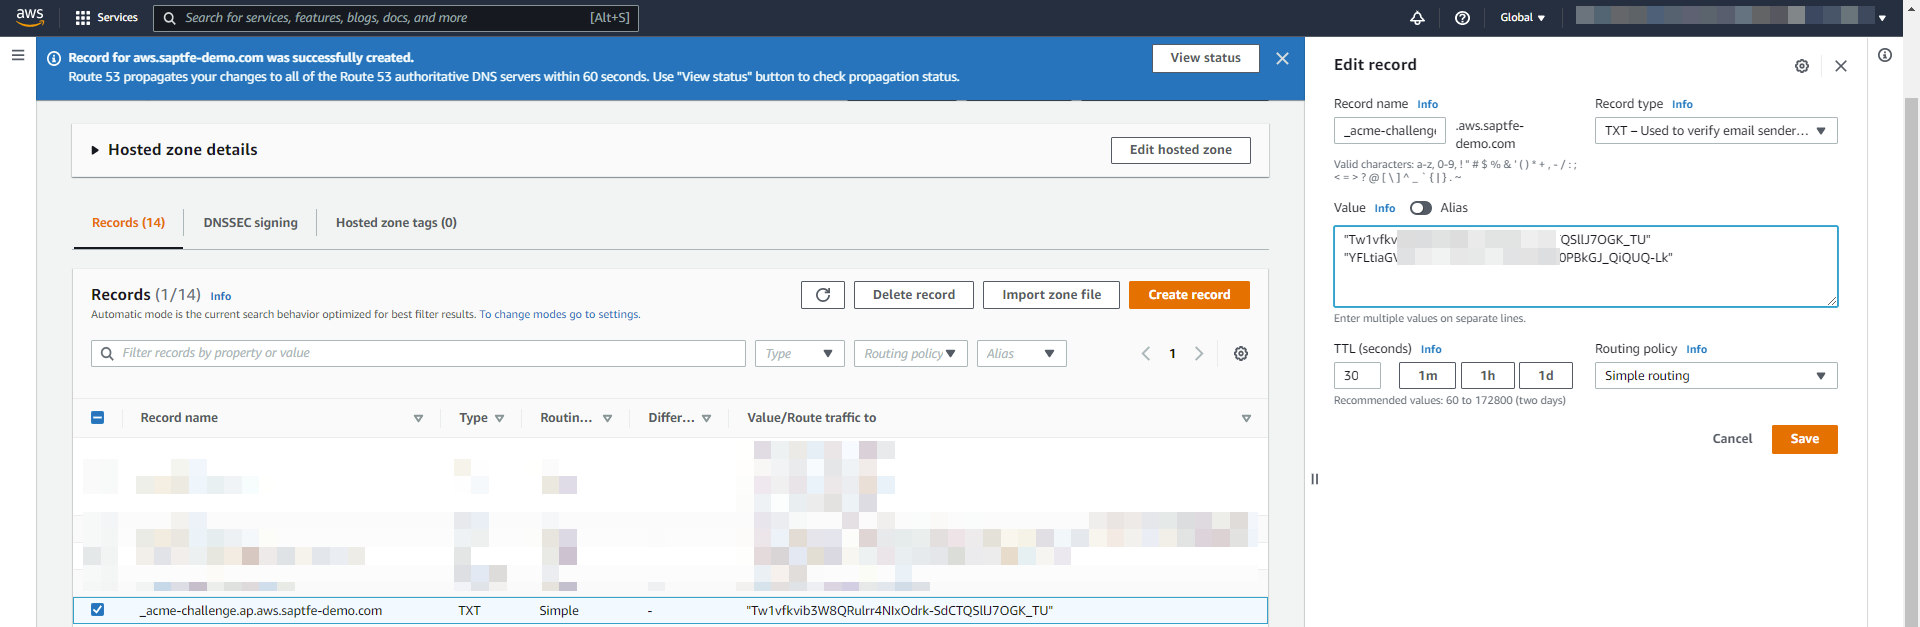 aws
Services
Search for services, features, blogs, docs, and more [Alt+S]
Global
Record for aws.saptfe-demo.com was successfully created.
Route 53 propagates your changes to all of the Route 53 authoritative DNS servers within 60 seconds. Use "View status" button to check propagation status.
View status
Hosted zone details
Edit hosted zone
Records (14)
DNSSEC signing
Hosted zone tags (0)
Records (1/14) Info
Delete record
Import zone file
Create record
Automatic mode is the current search behavior optimized for best filter results. To change modes go to settings.
Filter records by property or value
Type
Routing policy
Alias
1
Record name
Type
Routin...
Differ...
Value/Route traffic to
_acme-challenge.ap.aws.saptfe-demo.com
TXT
Simple
-
"Tw1vfkvib3W8QRulrr4NIxOdrk-SdCTQSllJ7OGK_TU"
Edit record
Record name Info
_acme-challenge
.aws.saptfe-
demo.com
Valid characters: a-z, 0-9, ! " # $ % & ' ( ) * + , - / : ;
< = > ? @ [ \ ] ^ _ ` { | } . ~
Record type Info
TXT – Used to verify email sender...
Value Info
Alias
"Tw1vfkv QSllJ7OGK_TU"
"YFLtiaG 0PBkGJ_QiQUQ-Lk"
Enter multiple values on separate lines.
TTL (seconds) Info
30
1m
1h
1d
Recommended values: 60 to 172800 (two days)
Routing policy Info
Simple routing
Cancel
Save